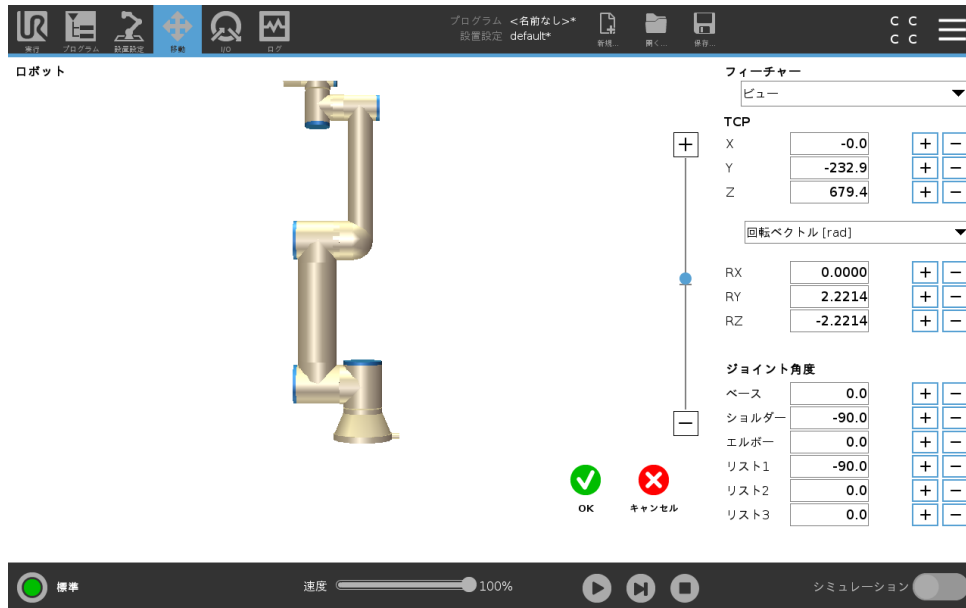 UR
実行 プログラム 設置設定 移動 I/O ログ
プログラム <名前なし>*
設置設定 default*
新規... 開く... 保存...
C C
C C
ロボット
フィーチャー
ビュー
TCP
X -0.0 + −
Y -232.9 + −
Z 679.4 + −
回転ベクトル [rad]
RX 0.0000 + −
RY 2.2214 + −
RZ -2.2214 + −
ジョイント角度
ベース 0.0 + −
ショルダー -90.0 + −
エルボー 0.0 + −
リスト1 -90.0 + −
リスト2 0.0 + −
リスト3 0.0 + −
OK キャンセル
標準 速度 100% シミュレーション